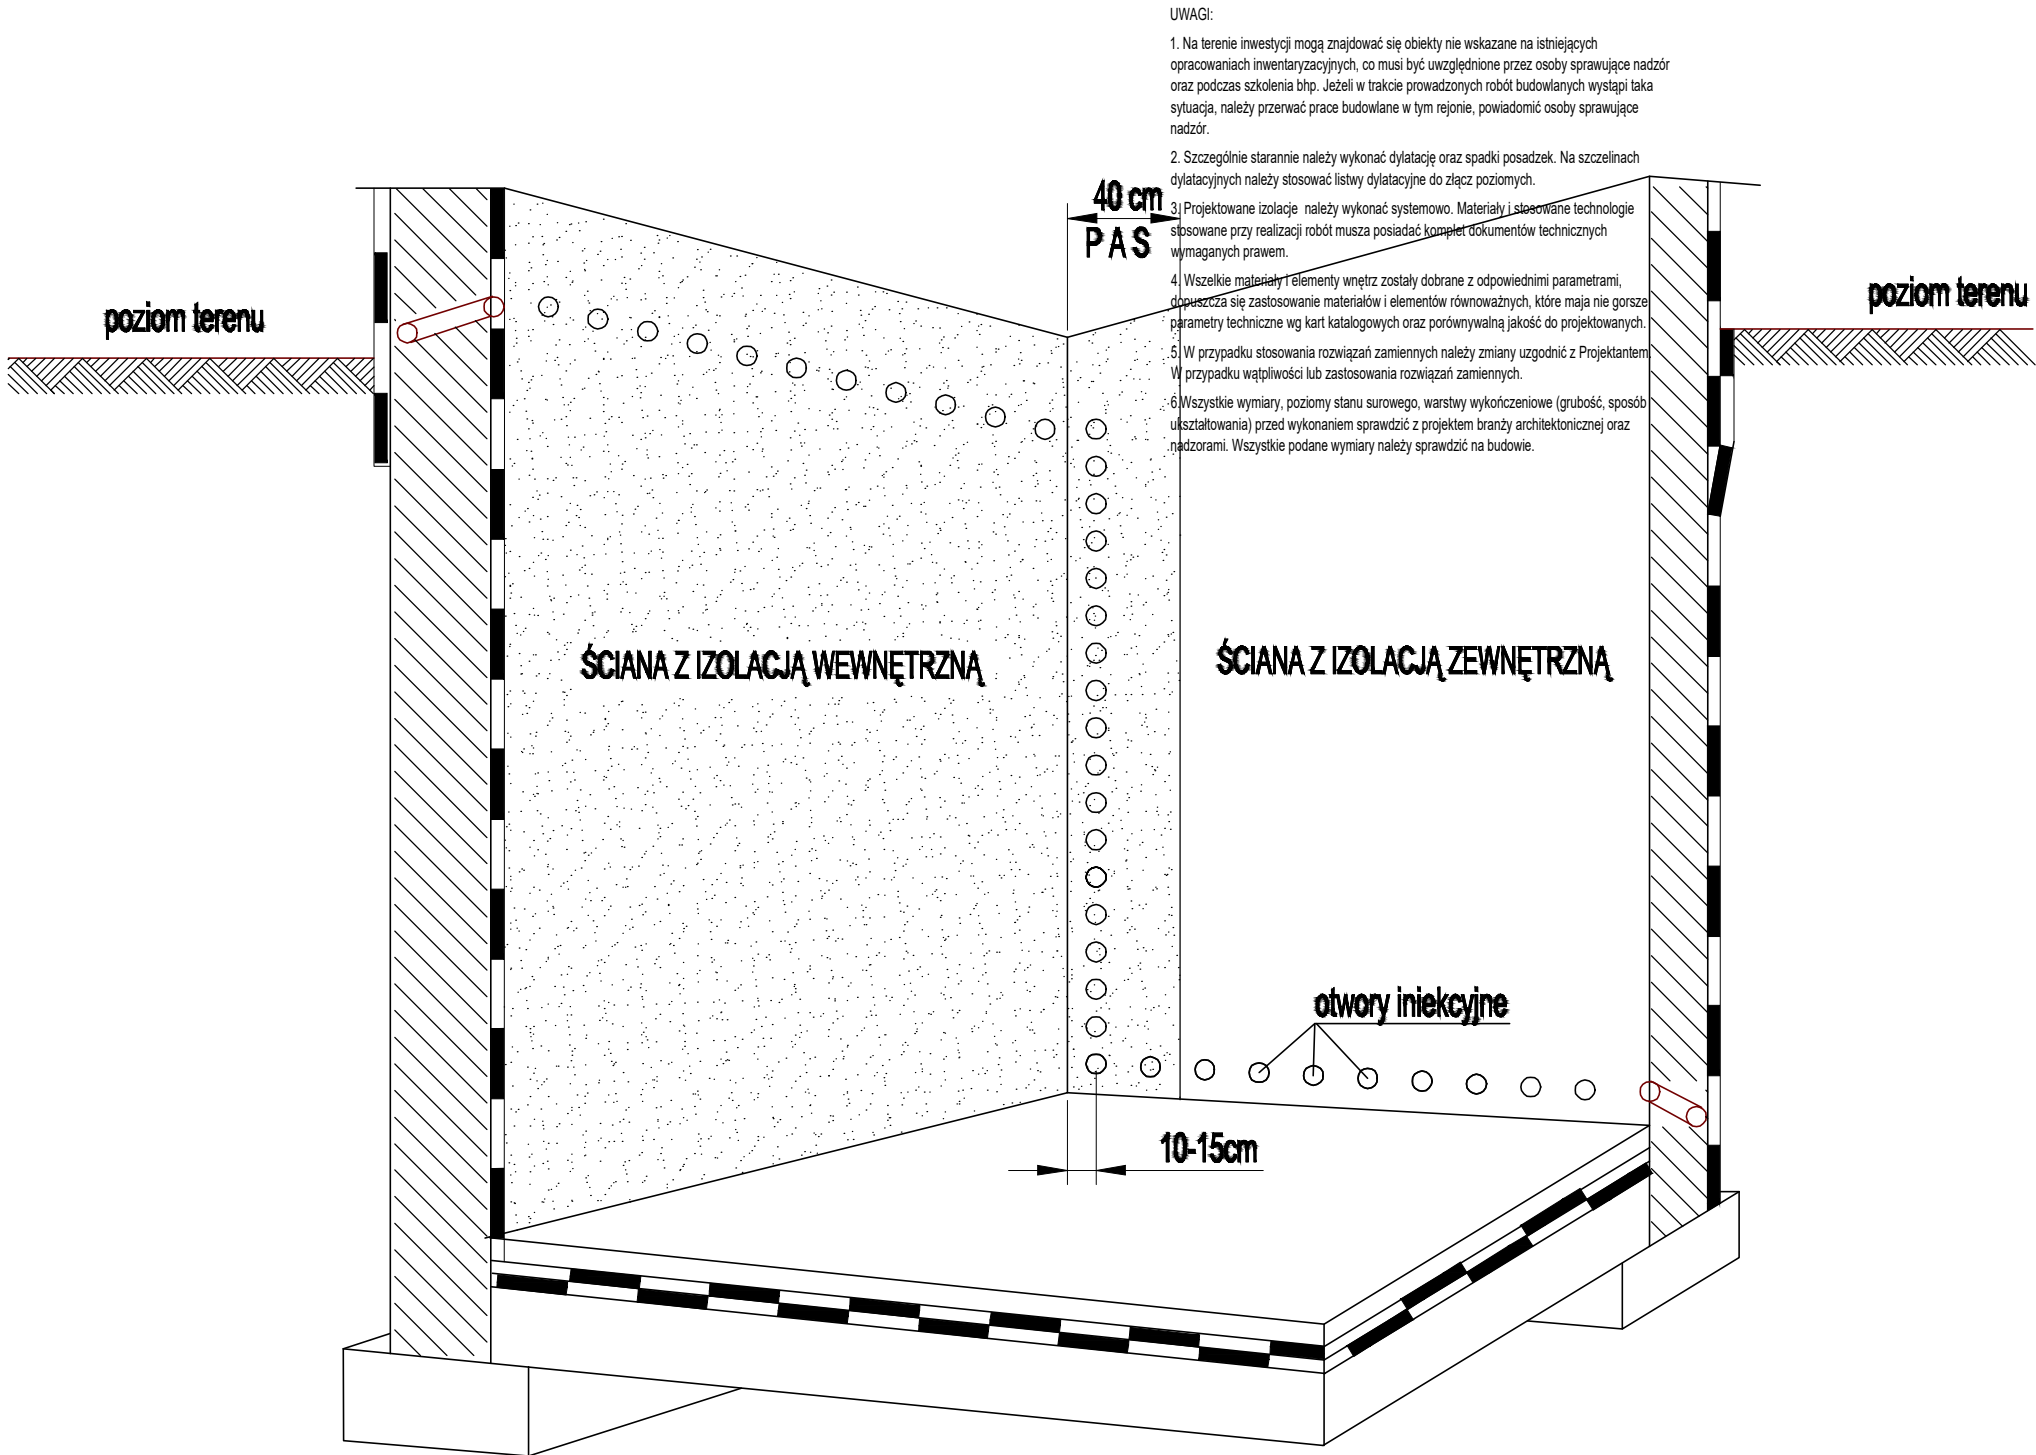 UWAGI:
1. Na terenie inwestycji mogą znajdować się obiekty nie wskazane na istniejących
opracowaniach inwentaryzacyjnych, co musi być uwzględnione przez osoby sprawujące nadzór
oraz podczas szkolenia bhp. Jeżeli w trakcie prowadzonych robót budowlanych wystąpi taka
sytuacja, należy przerwać prace budowlane w tym rejonie, powiadomić osoby sprawujące
nadzór.
2. Szczególnie starannie należy wykonać dylatację oraz spadki posadzek. Na szczelinach
dylatacyjnych należy stosować listwy dylatacyjne do złącz poziomych.
3. Projektowane izolacje należy wykonać systemowo. Materiały i stosowane technologie
stosowane przy realizacji robót musza posiadać komplet dokumentów technicznych
wymaganych prawem.
4. Wszelkie materiały i elementy wnętrz zostały dobrane z odpowiednimi parametrami,
dopuszcza się zastosowanie materiałów i elementów równoważnych, które maja nie gorsze
parametry techniczne wg kart katalogowych oraz porównywalną jakość do projektowanych.
5. W przypadku stosowania rozwiązań zamiennych należy zmiany uzgodnić z Projektantem.
W przypadku wątpliwości lub zastosowania rozwiązań zamiennych.
6.Wszystkie wymiary, poziomy stanu surowego, warstwy wykończeniowe (grubość, sposób
ukształtowania) przed wykonaniem sprawdzić z projektem branży architektonicznej oraz
nadzorami. Wszystkie podane wymiary należy sprawdzić na budowie.
40 cm
PAS
poziom terenu
poziom terenu
ŚCIANA Z IZOLACJĄ WEWNĘTRZNĄ
ŚCIANA Z IZOLACJĄ ZEWNĘTRZNĄ
otwory iniekcyjne
10-15cm